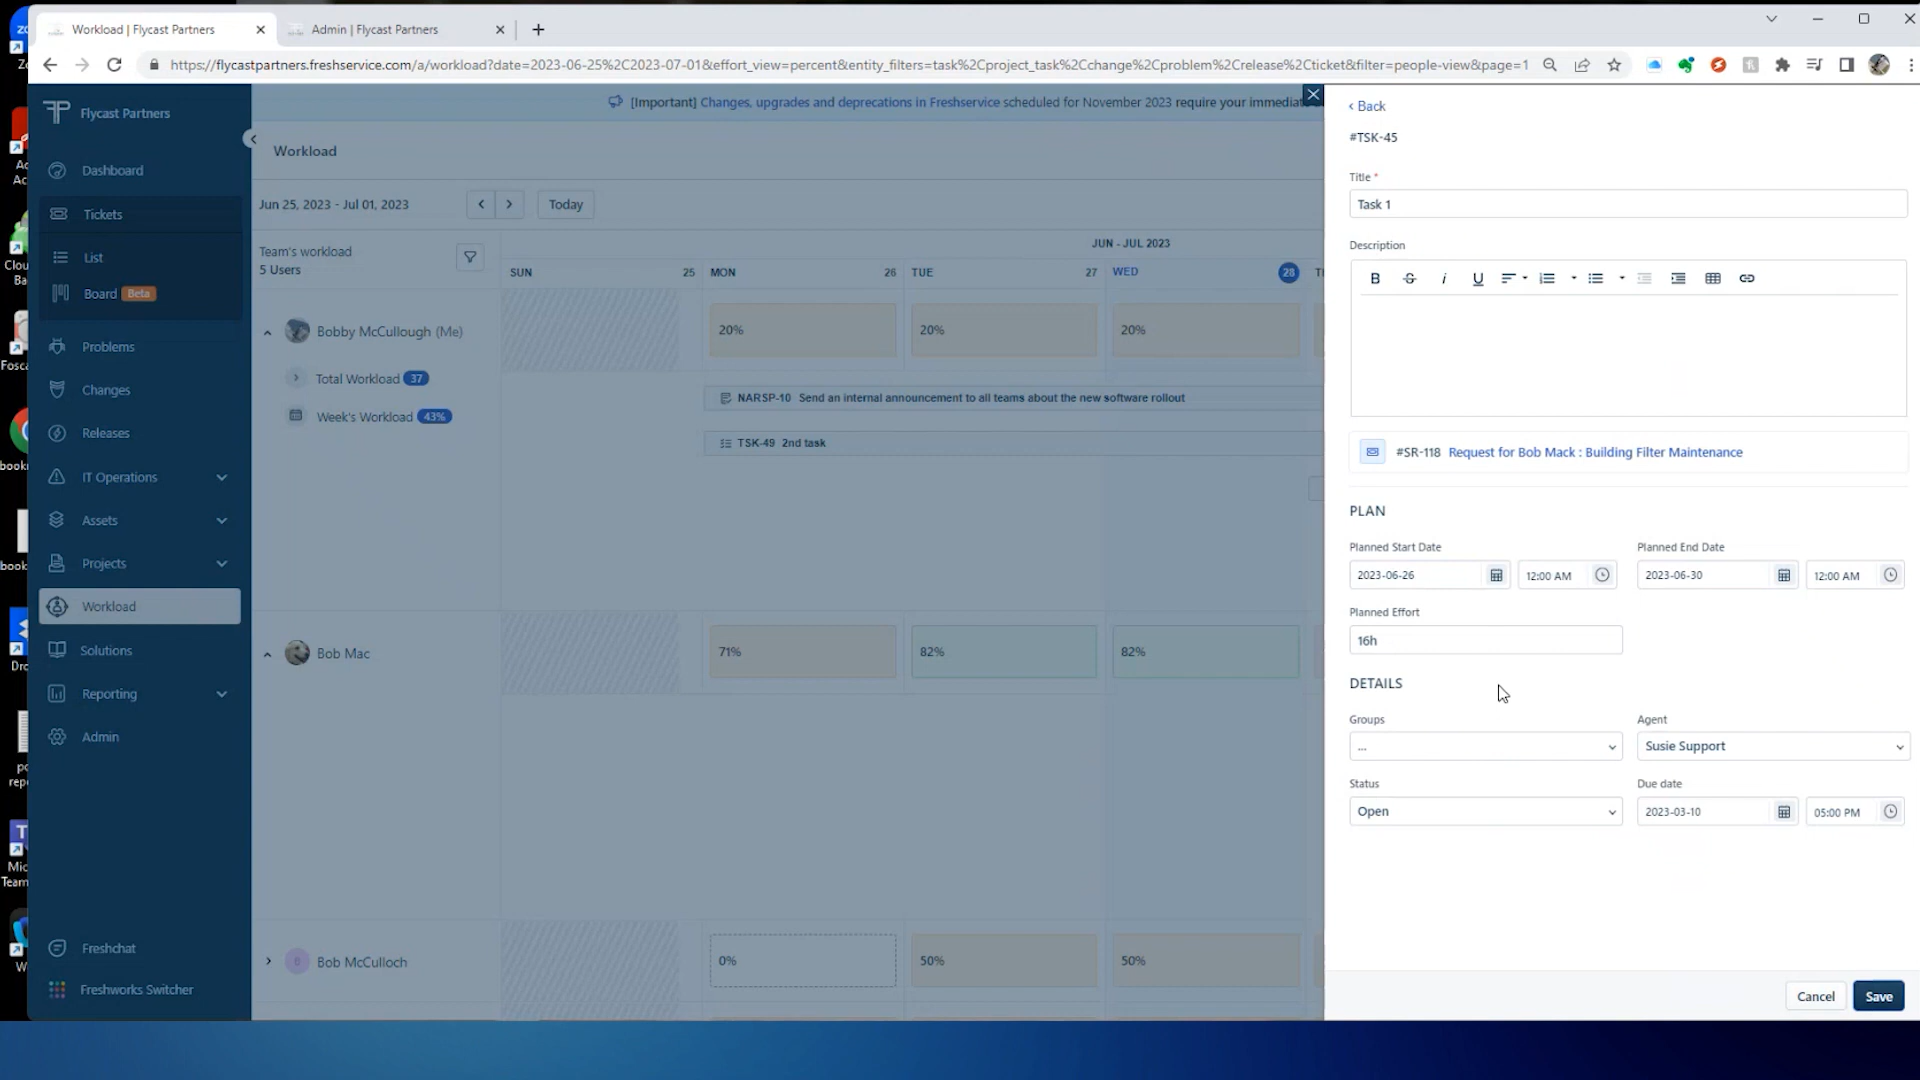 Workload | Flycast Partners
Admin | Flycast Partners
https://flycastpartners.freshservice.com/a/workload?date=2023-06-25%2C2023-07-01&effort_view=percent&entity_filters=task%2Cproject_task%2Cchange%2Cproblem%2Crelease%2Cticket&filter=people-view&page=1
Flycast Partners
Dashboard
Tickets
List
Board Beta
Problems
Changes
Releases
IT Operations
Assets
Projects
Workload
Solutions
Reporting
Admin
Freshchat
Freshworks Switcher
[Important] Changes, upgrades and deprecations in Freshservice scheduled for November 2023 require your immediat
Workload
Jun 25, 2023 - Jul 01, 2023
Today
Team's workload
5 Users
JUN - JUL 2023
SUN 25 MON 26 TUE 27 WED 28
Bobby McCullough (Me)
20% 20% 20%
Total Workload 37
Week's Workload 43%
NARSP-10 Send an internal announcement to all teams about the new software rollout
TSK-49 2nd task
Bob Mac
71% 82% 82%
Bob McCulloch
0% 50% 50%
Back
#TSK-45
Title *
Task 1
Description
B S i U
#SR-118 Request for Bob Mack : Building Filter Maintenance
PLAN
Planned Start Date
2023-06-26 12:00 AM
Planned End Date
2023-06-30 12:00 AM
Planned Effort
16h
DETAILS
Groups
...
Agent
Susie Support
Status
Open
Due date
2023-03-10 05:00 PM
Cancel
Save